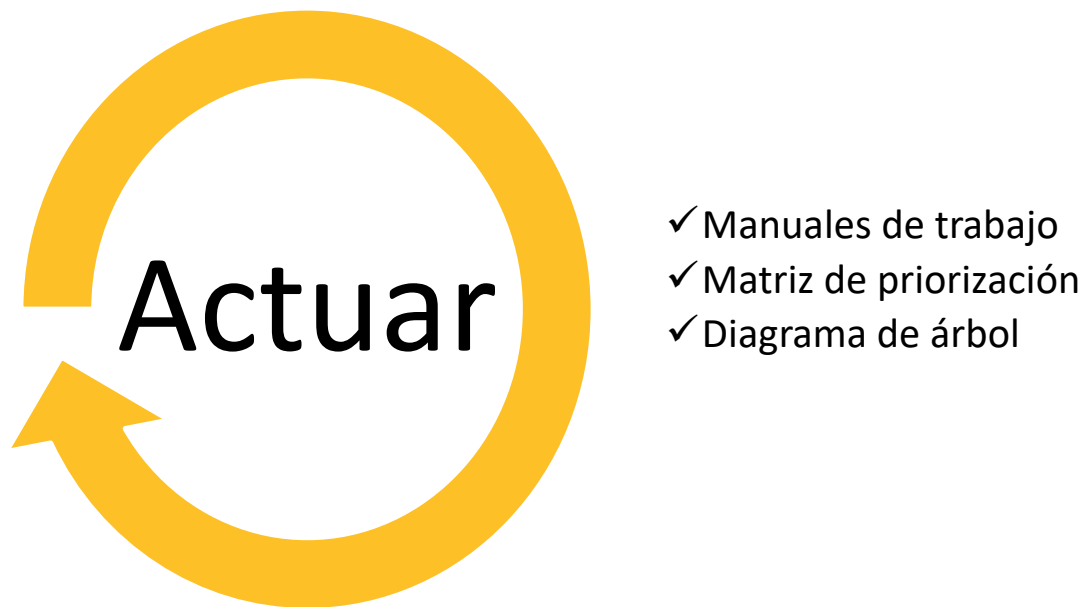 Actuar
✓Manuales de trabajo
✓Matriz de priorización
✓Diagrama de árbol